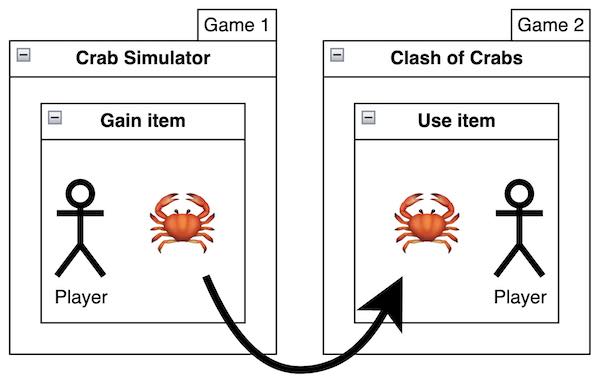 Game 1
Crab Simulator
Gain item
Player
Game 2
Clash of Crabs
Use item
Player